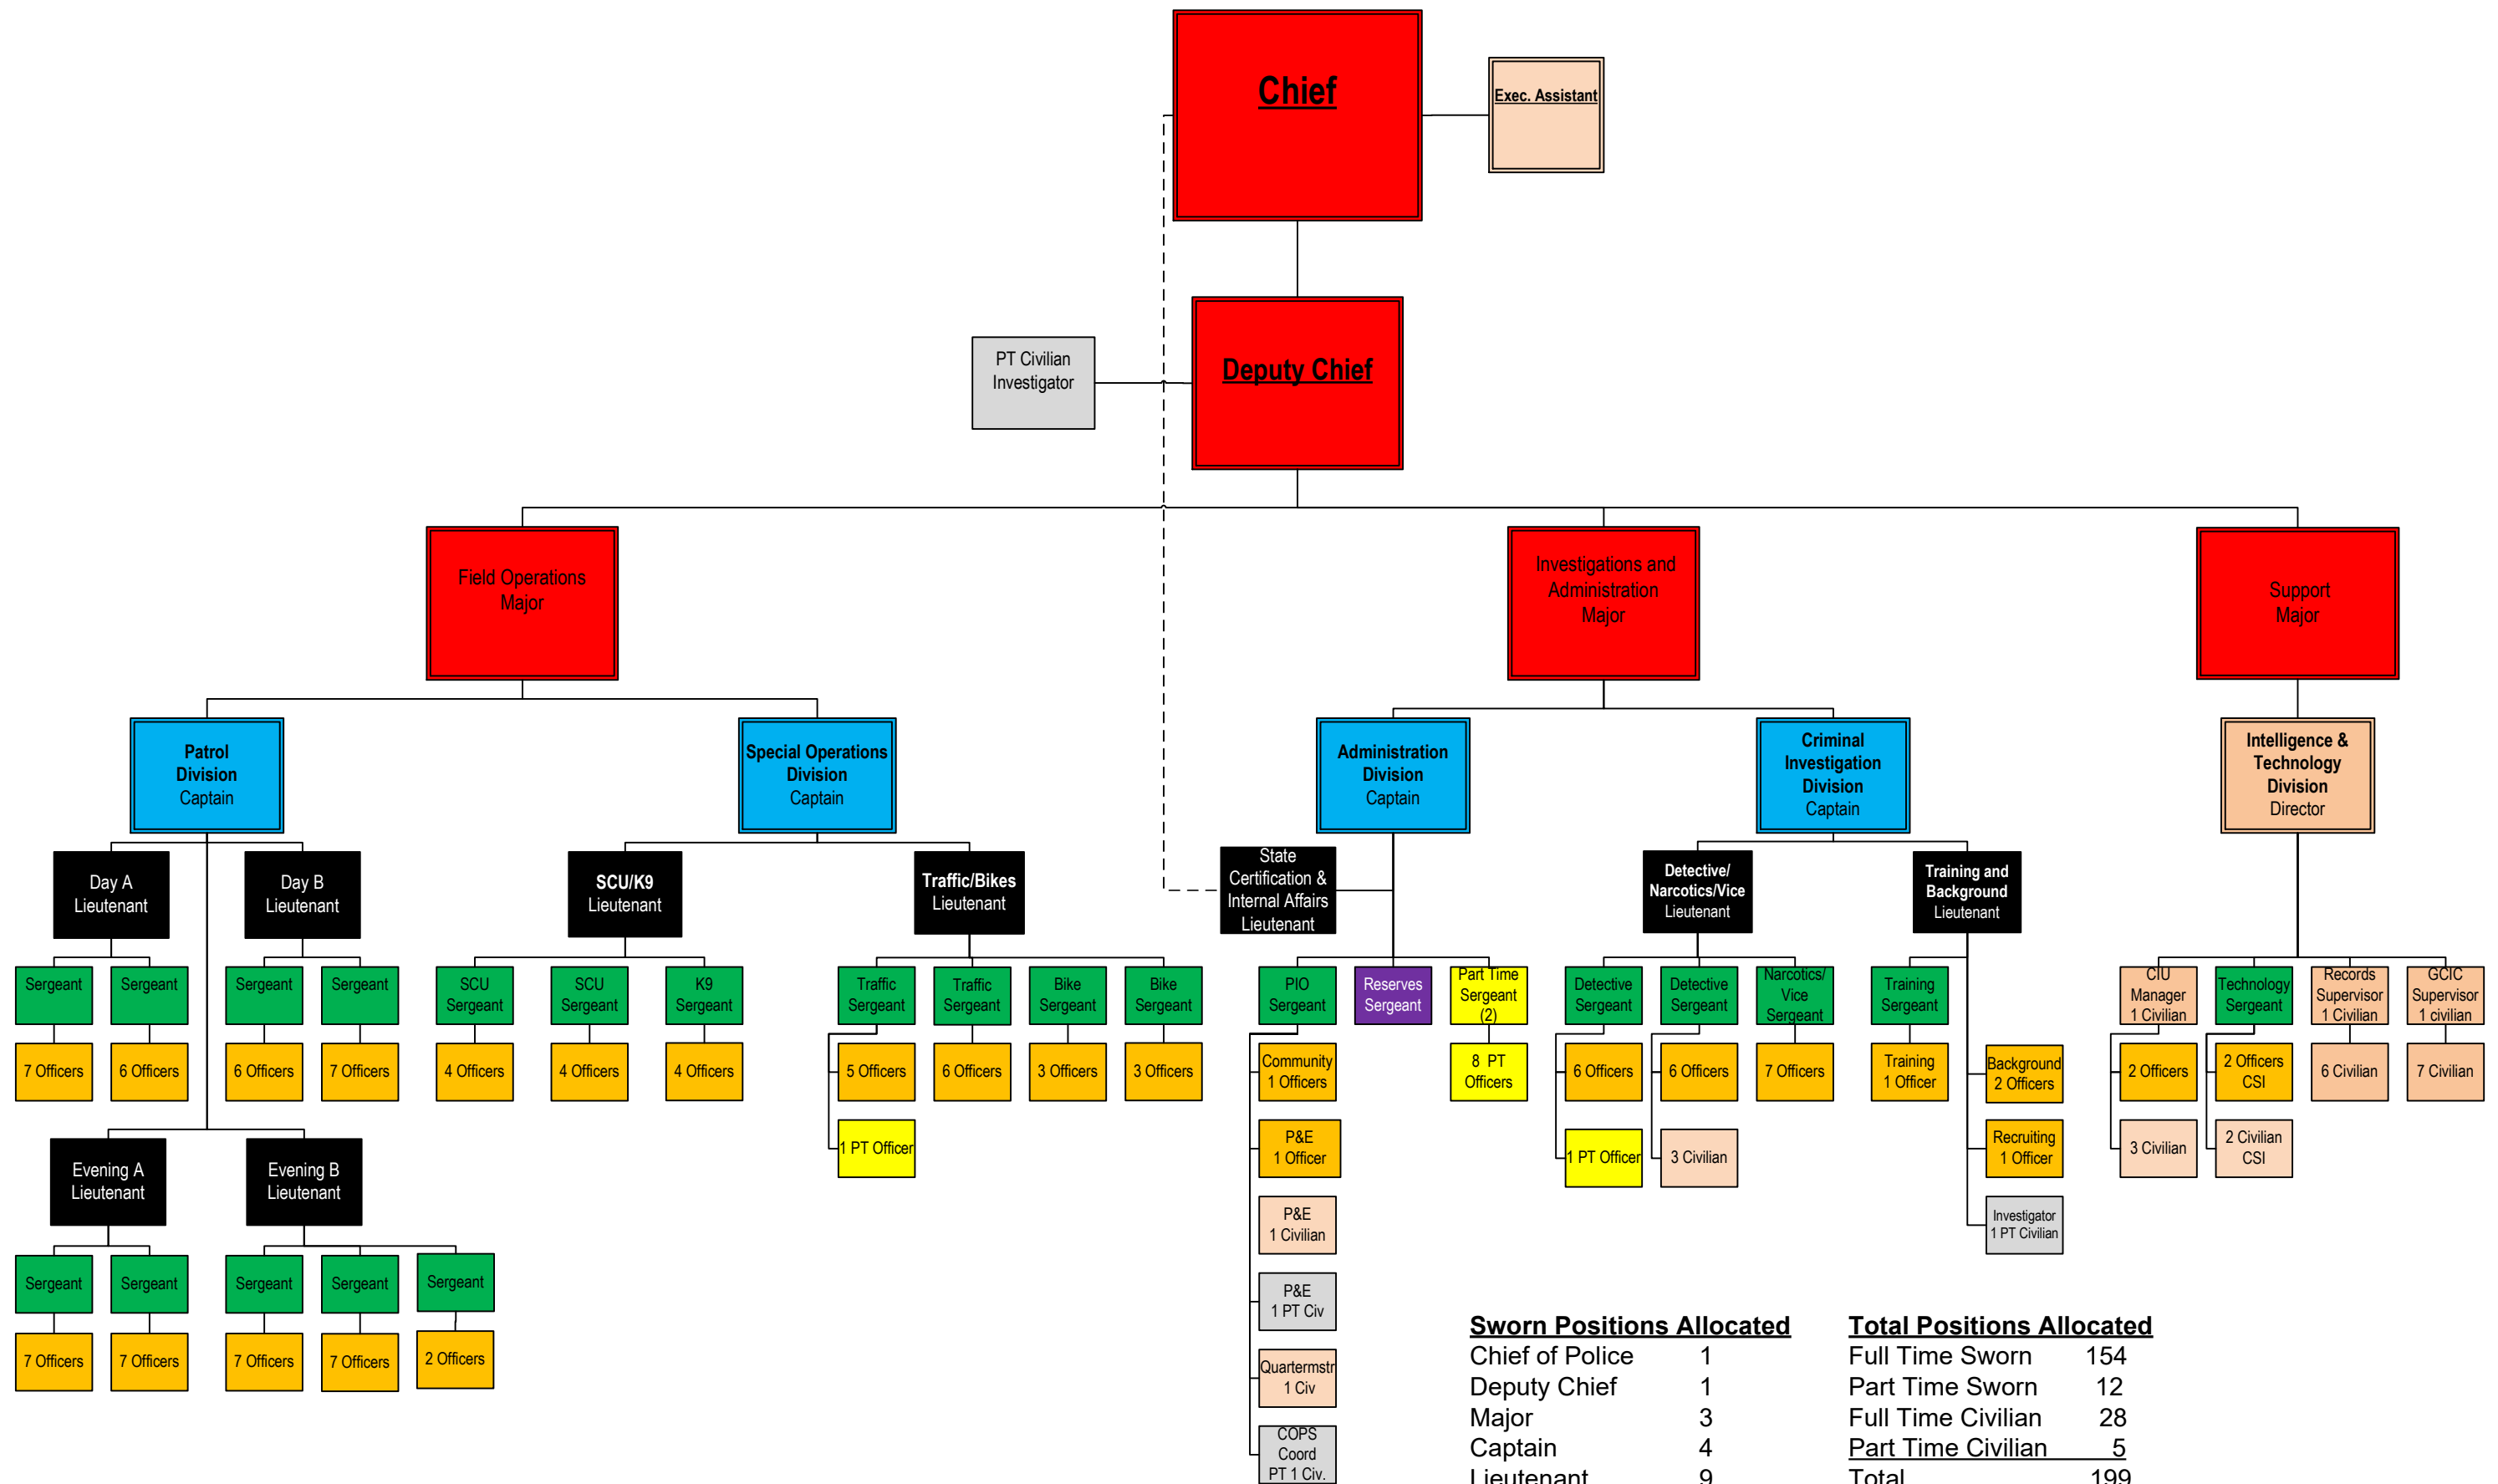 Chief
Exec. Assistant
PT Civilian
Investigator
Deputy Chief
Field Operations
Major
Investigations and
Administration
Major
Support
Major
Patrol
Division
Captain
Special Operations
Division
Captain
Administration
Division
Captain
Criminal
Investigation
Division
Captain
Intelligence &
Technology
Division
Director
Day A
Lieutenant
Day B
Lieutenant
SCU/K9
Lieutenant
Traffic/Bikes
Lieutenant
State
Certification &
Internal Affairs
Lieutenant
Detective/
Narcotics/Vice
Lieutenant
Training and
Background
Lieutenant
Sergeant
Sergeant
Sergeant
Sergeant
SCU
Sergeant
SCU
Sergeant
K9
Sergeant
Traffic
Sergeant
Traffic
Sergeant
Bike
Sergeant
Bike
Sergeant
PIO
Sergeant
Reserves
Sergeant
Part Time
Sergeant
(2)
Detective
Sergeant
Detective
Sergeant
Narcotics/
Vice
Sergeant
Training
Sergeant
CIU
Manager
1 Civilian
Technology
Sergeant
Records
Supervisor
1 Civilian
GCIC
Supervisor
1 civilian
7 Officers
6 Officers
6 Officers
7 Officers
4 Officers
4 Officers
4 Officers
5 Officers
6 Officers
3 Officers
3 Officers
Community
1 Officers
8 PT
Officers
6 Officers
6 Officers
7 Officers
Training
1 Officer
Background
2 Officers
2 Officers
2 Officers
CSI
6 Civilian
7 Civilian
1 PT Officer
P&E
1 Officer
1 PT Officer
3 Civilian
Recruiting
1 Officer
3 Civilian
2 Civilian
CSI
Evening A
Lieutenant
Evening B
Lieutenant
P&E
1 Civilian
Investigator
1 PT Civilian
Sergeant
Sergeant
Sergeant
Sergeant
Sergeant
P&E
1 PT Civ
7 Officers
7 Officers
7 Officers
7 Officers
2 Officers
Quartermstr
1 Civ
COPS
Coord
PT 1 Civ.
Sworn Positions Allocated
Chief of Police 1
Deputy Chief 1
Major 3
Captain 4
Lieutenant 9
Total Positions Allocated
Full Time Sworn 154
Part Time Sworn 12
Full Time Civilian 28
Part Time Civilian 5
Total 199